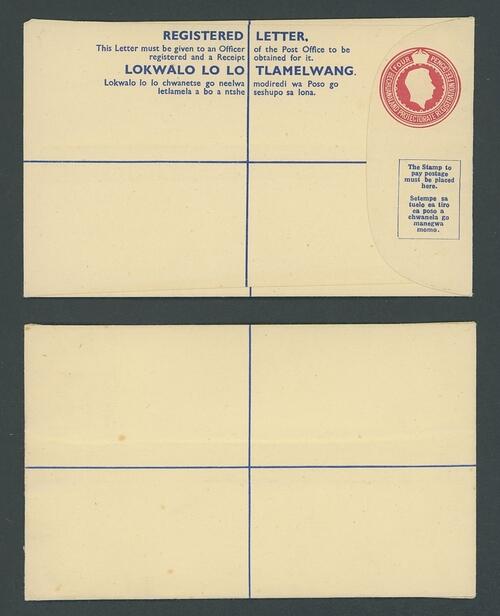 REGISTERED LETTER.
This Letter must be given to an Officer of the Post Office to be
registered and a Receipt obtained for it.
LOKWALO LO LO TLAMELWANG.
Lokwalo lo lo chwanetse go neelwa modiredi wa Poso go
letlamela a bo a ntshe seshupo sa lona.
FOUR PENCE
BECHUANALAND PROTECTORATE REGISTRATION
The Stamp to
pay postage
must be placed
here.
Setempe sa
tuelo ea tiro
ea poso a
chwanela go
manegwa
momo.